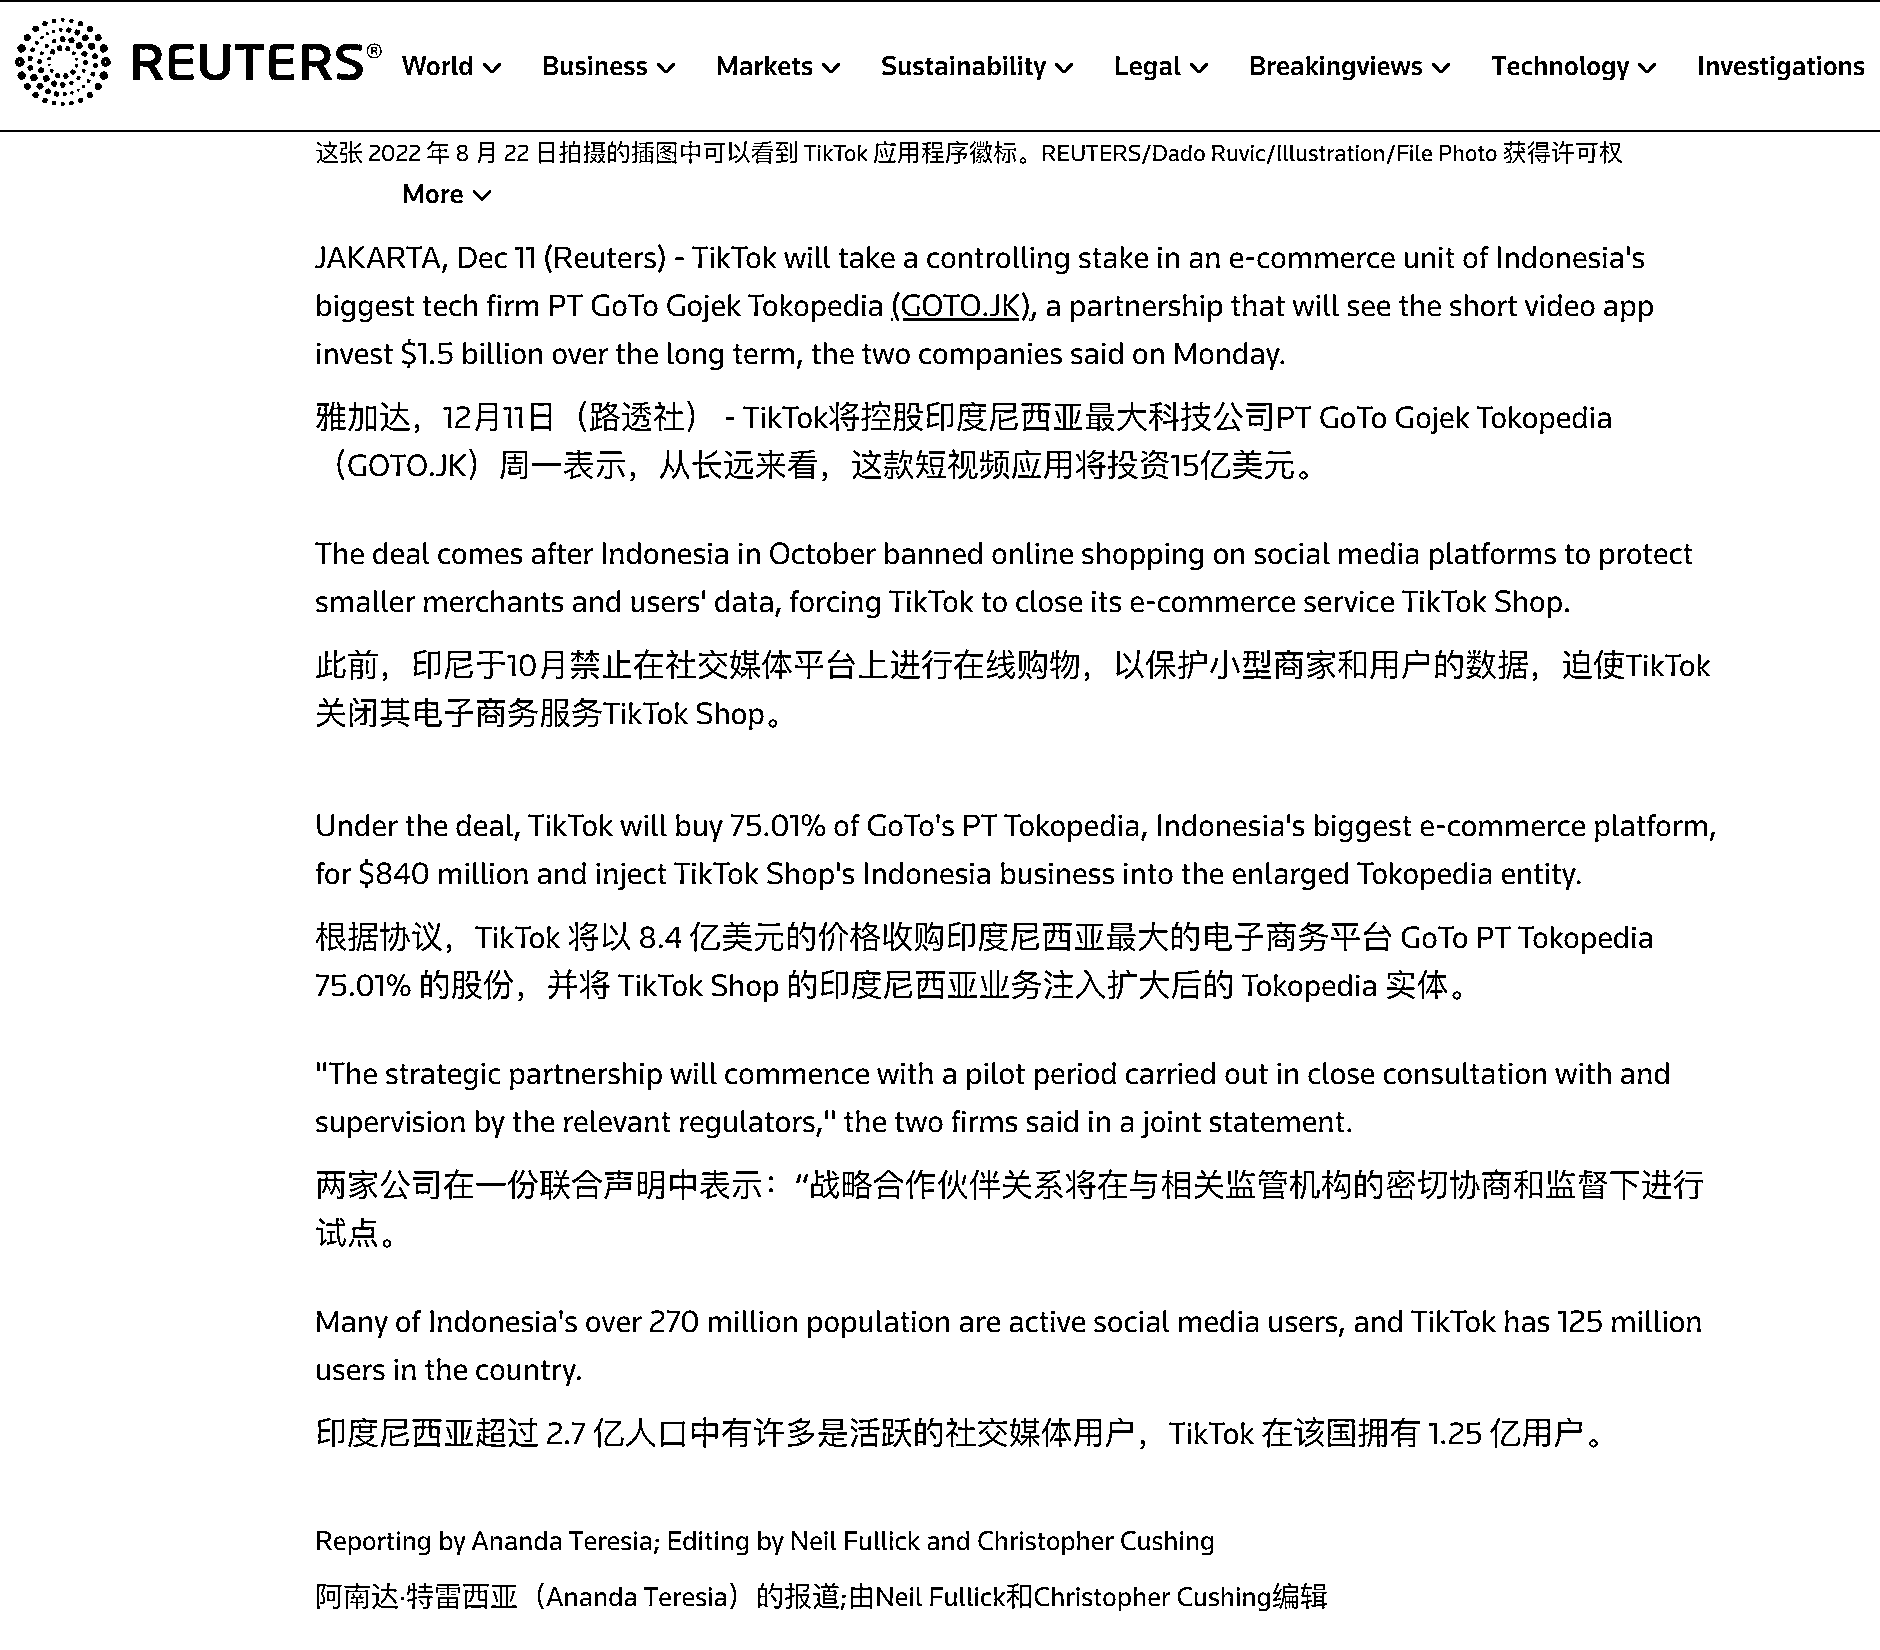 REUTERS® World Business Markets Sustainability Legal Breakingviews Technology Investigations
这张 2022 年 8 月 22 日拍摄的插图中可以看到 TikTok 应用程序徽标。REUTERS/Dado Ruvic/Illustration/File Photo 获得许可权
More
JAKARTA, Dec 11 (Reuters) - TikTok will take a controlling stake in an e-commerce unit of Indonesia's
biggest tech firm PT GoTo Gojek Tokopedia (GOTO.JK), a partnership that will see the short video app
invest $1.5 billion over the long term, the two companies said on Monday.
雅加达，12月11日（路透社） - TikTok将控股印度尼西亚最大科技公司PT GoTo Gojek Tokopedia
（GOTO.JK）周一表示，从长远来看，这款短视频应用将投资15亿美元。
The deal comes after Indonesia in October banned online shopping on social media platforms to protect
smaller merchants and users' data, forcing TikTok to close its e-commerce service TikTok Shop.
此前，印尼于10月禁止在社交媒体平台上进行在线购物，以保护小型商家和用户的数据，迫使TikTok
关闭其电子商务服务TikTok Shop。
Under the deal, TikTok will buy 75.01% of GoTo's PT Tokopedia, Indonesia's biggest e-commerce platform,
for $840 million and inject TikTok Shop's Indonesia business into the enlarged Tokopedia entity.
根据协议，TikTok 将以 8.4 亿美元的价格收购印度尼西亚最大的电子商务平台 GoTo PT Tokopedia
75.01% 的股份，并将 TikTok Shop 的印度尼西亚业务注入扩大后的 Tokopedia 实体。
"The strategic partnership will commence with a pilot period carried out in close consultation with and
supervision by the relevant regulators," the two firms said in a joint statement.
两家公司在一份联合声明中表示：“战略合作伙伴关系将在与相关监管机构的密切协商和监督下进行
试点。
Many of Indonesia's over 270 million population are active social media users, and TikTok has 125 million
users in the country.
印度尼西亚超过 2.7 亿人口中有许多是活跃的社交媒体用户，TikTok 在该国拥有 1.25 亿用户。
Reporting by Ananda Teresia; Editing by Neil Fullick and Christopher Cushing
阿南达·特雷西亚（Ananda Teresia）的报道;由Neil Fullick和Christopher Cushing编辑